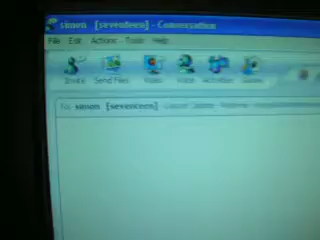 simon [seventeen] - Conversation
File Edit Actions Tools Help
Invite Send Files Video Voice Activities Games
To: simon [seventeen]